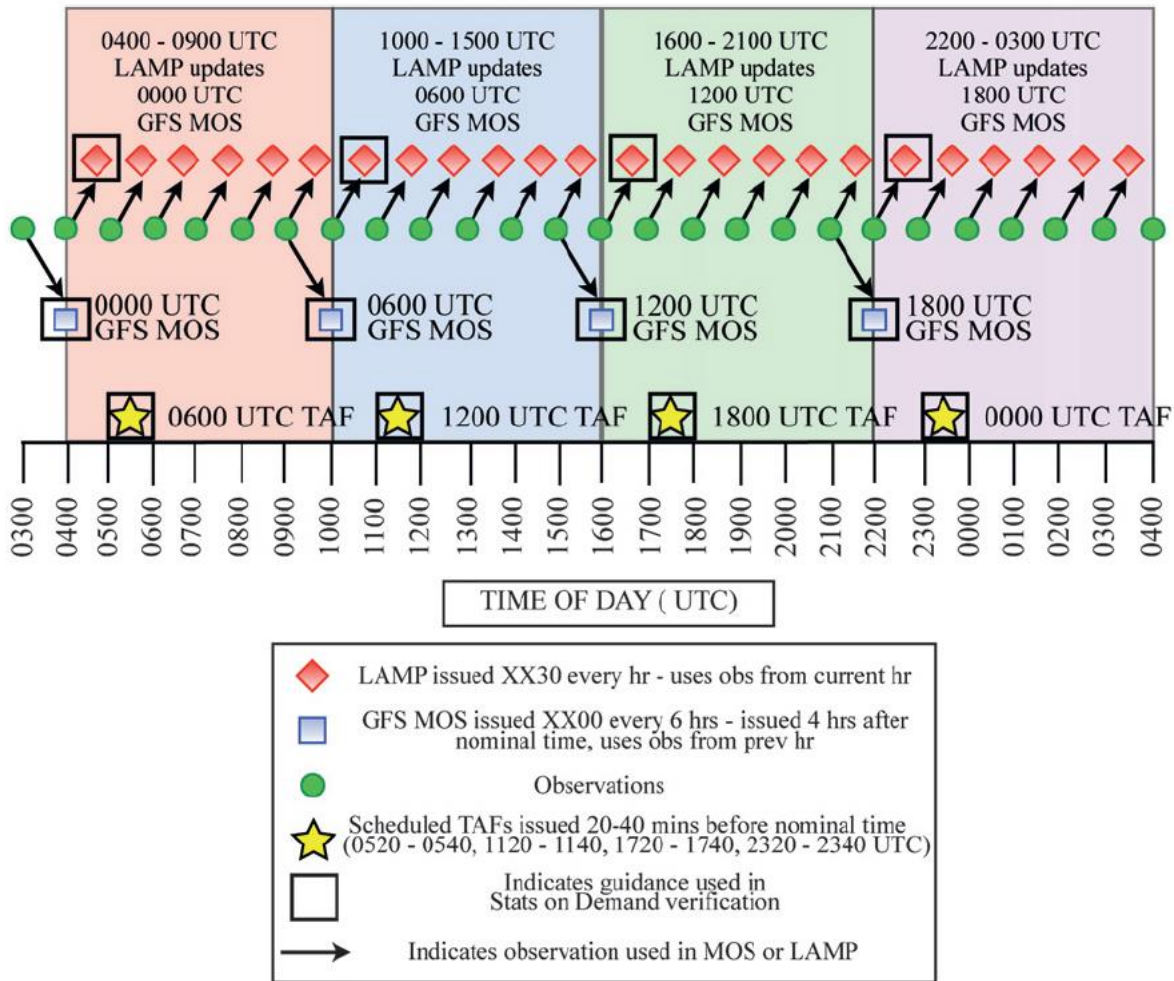 0400 - 0900 UTC
LAMP updates
0000 UTC
GFS MOS
1000 - 1500 UTC
LAMP updates
0600 UTC
GFS MOS
1600 - 2100 UTC
LAMP updates
1200 UTC
GFS MOS
2200 - 0300 UTC
LAMP updates
1800 UTC
GFS MOS
0000 UTC
GFS MOS
0600 UTC
GFS MOS
1200 UTC
GFS MOS
1800 UTC
GFS MOS
0600 UTC TAF
1200 UTC TAF
1800 UTC TAF
0000 UTC TAF
0300
0400
0500
0600
0700
0800
0900
1000
1100
1200
1300
1400
1500
1600
1700
1800
1900
2000
2100
2200
2300
0000
0100
0200
0300
0400
TIME OF DAY ( UTC)
LAMP issued XX30 every hr - uses obs from current hr
GFS MOS issued XX00 every 6 hrs - issued 4 hrs after
nominal time, uses obs from prev hr
Observations
Scheduled TAFs issued 20-40 mins before nominal time
(0520 - 0540, 1120 - 1140, 1720 - 1740, 2320 - 2340 UTC)
Indicates guidance used in
Stats on Demand verification
Indicates observation used in MOS or LAMP